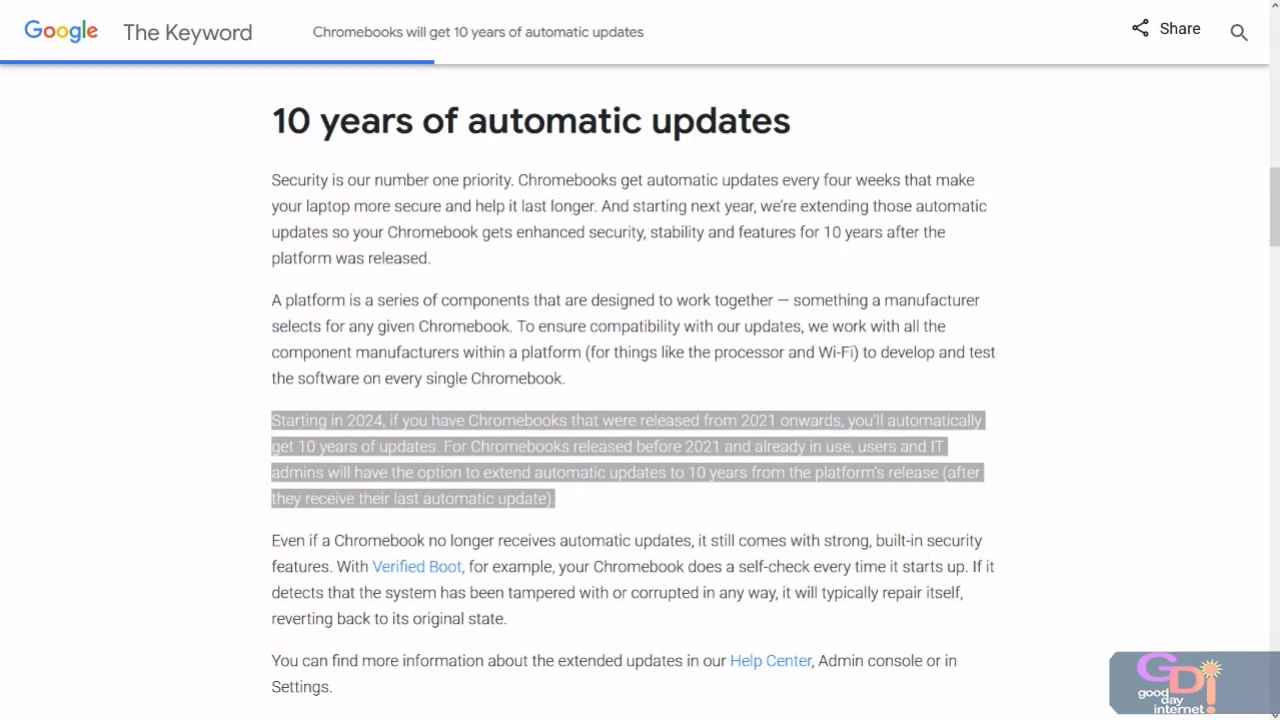 Google The Keyword Chromebooks will get 10 years of automatic updates Share
10 years of automatic updates
Security is our number one priority. Chromebooks get automatic updates every four weeks that make
your laptop more secure and help it last longer. And starting next year, we’re extending those automatic
updates so your Chromebook gets enhanced security, stability and features for 10 years after the
platform was released.
A platform is a series of components that are designed to work together — something a manufacturer
selects for any given Chromebook. To ensure compatibility with our updates, we work with all the
component manufacturers within a platform (for things like the processor and Wi-Fi) to develop and test
the software on every single Chromebook.
Starting in 2024, if you have Chromebooks that were released from 2021 onwards, you’ll automatically
get 10 years of updates. For Chromebooks released before 2021 and already in use, users and IT
admins will have the option to extend automatic updates to 10 years from the platform’s release (after
they receive their last automatic update).
Even if a Chromebook no longer receives automatic updates, it still comes with strong, built-in security
features. With Verified Boot, for example, your Chromebook does a self-check every time it starts up. If it
detects that the system has been tampered with or corrupted in any way, it will typically repair itself,
reverting back to its original state.
You can find more information about the extended updates in our Help Center, Admin console or in
Settings.
GDi
good
day
internet